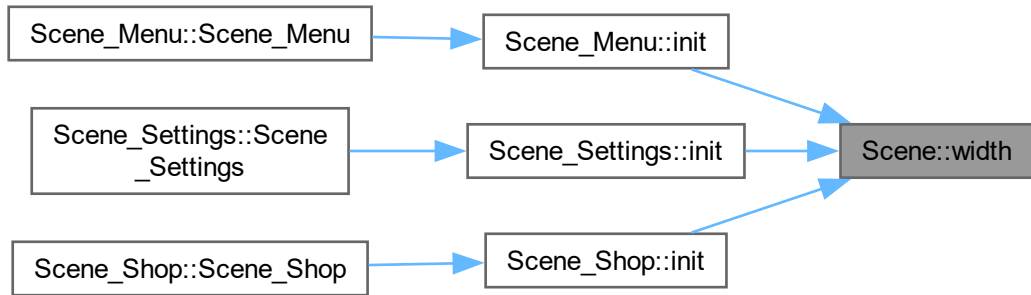 Scene_Menu::Scene_Menu
Scene_Menu::init
Scene_Settings::Scene
_Settings
Scene_Settings::init
Scene::width
Scene_Shop::Scene_Shop
Scene_Shop::init